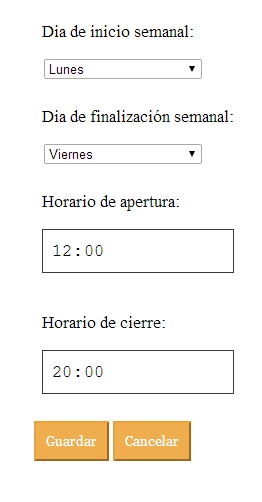 Dia de inicio semanal:
Lunes
Dia de finalización semanal:
Viernes
Horario de apertura:
12:00
Horario de cierre:
20:00
Guardar Cancelar